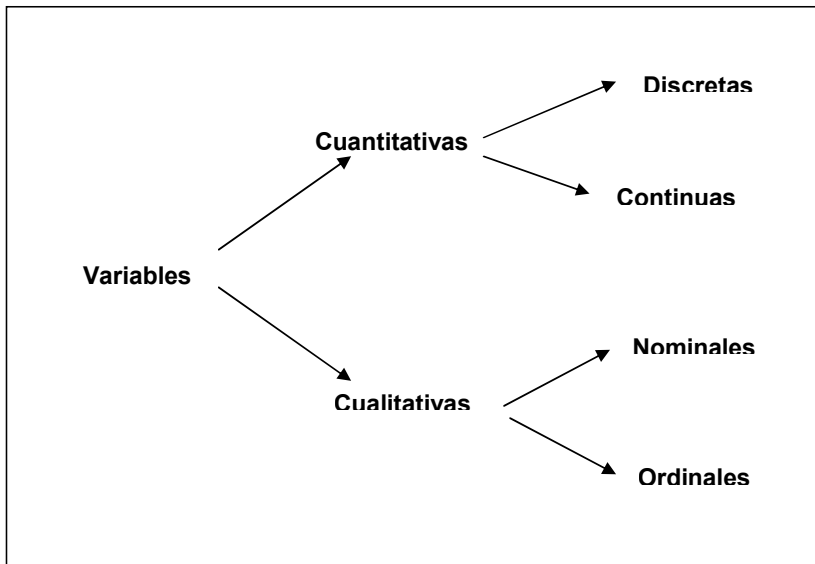 Discretas
Cuantitativas
Continuas
Variables
Nominales
Cualitativas
Ordinales